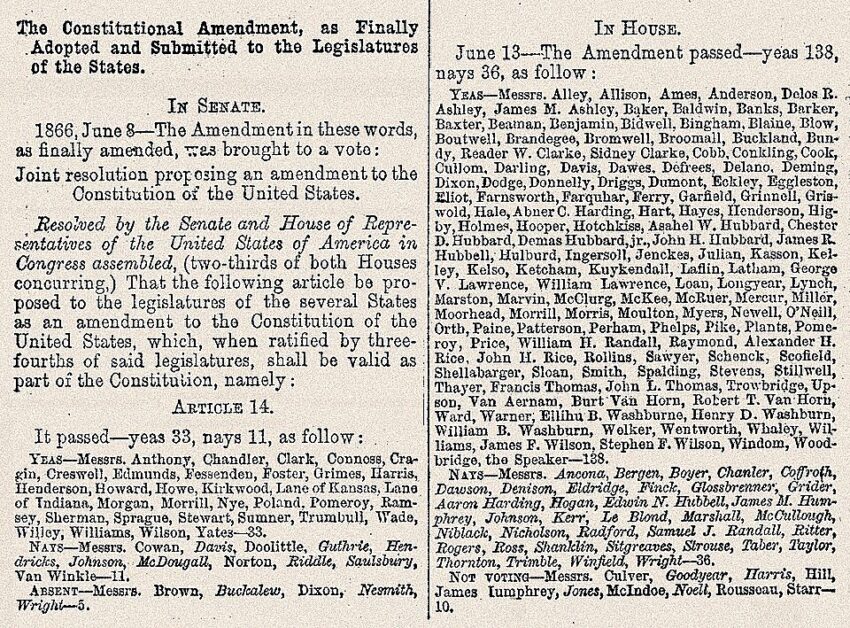 The Constitutional Amendment, as Finally
Adopted and Submitted to the Legislatures
of the States.
IN SENATE.
1866, June 8—The Amendment in these words,
as finally amended, was brought to a vote:
Joint resolution proposing an amendment to the
Constitution of the United States.
Resolved by the Senate and House of Repre-
sentatives of the United States of America in
Congress assembled, (two-thirds of both Houses
concurring,) That the following article be pro-
posed to the legislatures of the several States
as an amendment to the Constitution of the
United States, which, when ratified by three-
fourths of said legislatures, shall be valid as
part of the Constitution, namely:
ARTICLE 14.
It passed—yeas 33, nays 11, as follow:
YEAS—Messrs. Anthony, Chandler, Clark, Conness, Cra-
gin, Creswell, Edmunds, Fessenden, Foster, Grimes, Harris,
Henderson, Howard, Howe, Kirkwood, Lane of Kansas, Lane
of Indiana, Morgan, Morrill, Nye, Poland, Pomeroy, Ram-
sey, Sherman, Sprague, Stewart, Sumner, Trumbull, Wade,
Willey, Williams, Wilson, Yates—33.
NAYS—Messrs. Cowan, Davis, Doolittle, Guthrie, Hen-
dricks, Johnson, McDougall, Norton, Riddle, Saulsbury,
Van Winkle—11.
ABSENT—Messrs. Brown, Buckalew, Dixon, Nesmith,
Wright—5.
IN HOUSE.
June 13—The Amendment passed—yeas 138,
nays 36, as follow:
YEAS—Messrs. Alley, Allison, Ames, Anderson, Delos R.
Ashley, James M. Ashley, Baker, Baldwin, Banks, Barker,
Baxter, Beaman, Benjamin, Bidwell, Bingham, Blaine, Blow,
Boutwell, Brandegee, Bromwell, Broomall, Buckland, Bun-
dy, Reader W. Clarke, Sidney Clarke, Cobb, Conkling, Cook,
Cullom, Darling, Davis, Dawes, Defrees, Delano, Deming,
Dixon, Dodge, Donnelly, Driggs, Dumont, Eckley, Eggleston,
Eliot, Farnsworth, Farquhar, Ferry, Garfield, Grinnell, Gris-
wold, Hale, Abner C. Harding, Hart, Hayes, Henderson, Hig-
by, Holmes, Hooper, Hotchkiss, Asahel W. Hubbard, Chester
D. Hubbard, Demas Hubbard, jr., John H. Hubbard, James R.
Hubbell, Hulburd, Ingersoll, Jenckes, Julian, Kasson, Kel-
ley, Kelso, Ketcham, Kuykendall, Laflin, Latham, George
V. Lawrence, William Lawrence, Loan, Longyear, Lynch,
Marston, Marvin, McClurg, McKee, McRuer, Mercur, Miller,
Moorhead, Morrill, Morris, Moulton, Myers, Newell, O'Neill,
Orth, Paine, Patterson, Perham, Phelps, Pike, Plants, Pome-
roy, Price, William H. Randall, Raymond, Alexander H.
Rice, John H. Rice, Rollins, Sawyer, Schenck, Scofield,
Shellabarger, Sloan, Smith, Spalding, Stevens, Stillwell,
Thayer, Francis Thomas, John L. Thomas, Trowbridge, Up-
son, Van Aernam, Burt Van Horn, Robert T. Van Horn,
Ward, Warner, Ellihu B. Washburne, Henry D. Washburn,
William B. Washburn, Welker, Wentworth, Whaley, Wil-
liams, James F. Wilson, Stephen F. Wilson, Windom, Wood-
bridge, the Speaker—138.
NAYS—Messrs. Ancona, Bergen, Boyer, Chanler, Coffroth,
Dawson, Denison, Eldridge, Finck, Glossbrenner, Grider,
Aaron Harding, Hogan, Edwin N. Hubbell, James M. Hum-
phrey, Johnson, Kerr, Le Blond, Marshall, McCullough,
Niblack, Nicholson, Radford, Samuel J. Randall, Ritter,
Rogers, Ross, Shanklin, Sitgreaves, Strouse, Taber, Taylor,
Thornton, Trimble, Winfield, Wright—36.
NOT VOTING—Messrs. Culver, Goodyear, Harris, Hill,
James Humphrey, Jones, McIndoe, Noell, Rousseau, Starr—
10.